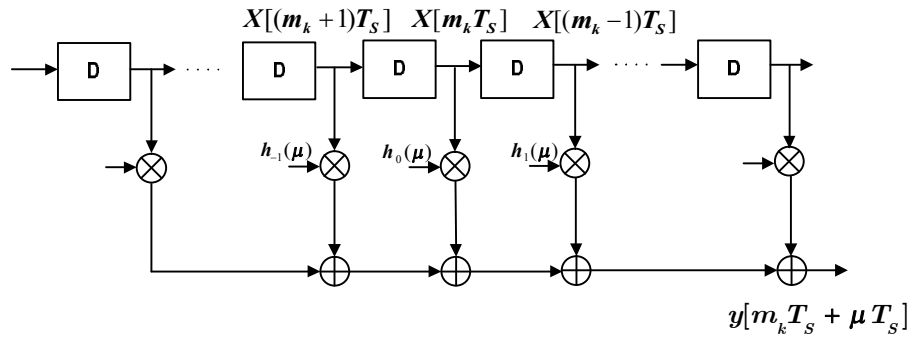 X[(m_k + 1)T_S] X[m_k T_S] X[(m_k − 1)T_S]
D · · · · D D D · · · · D
h_{-1}(μ) h_0(μ) h_1(μ)
y[m_k T_S + μ T_S]